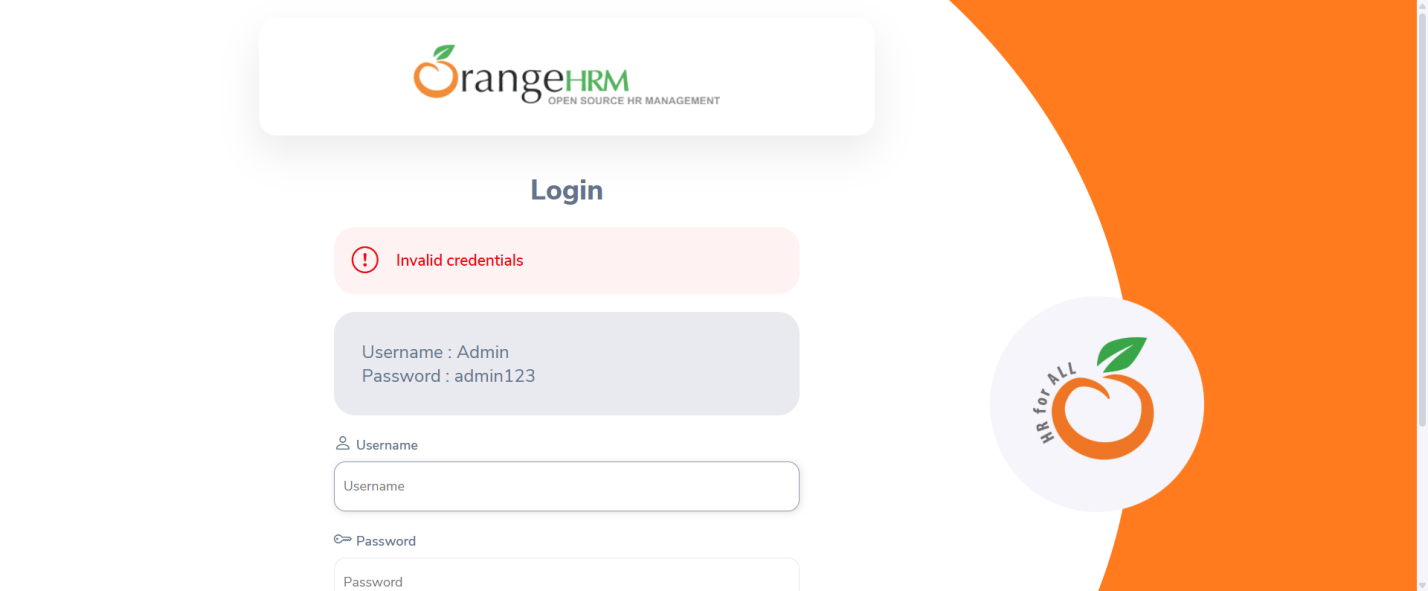 OrangeHRM
OPEN SOURCE HR MANAGEMENT
Login
Invalid credentials
Username : Admin
Password : admin123
Username
Username
Password
Password
HR for ALL